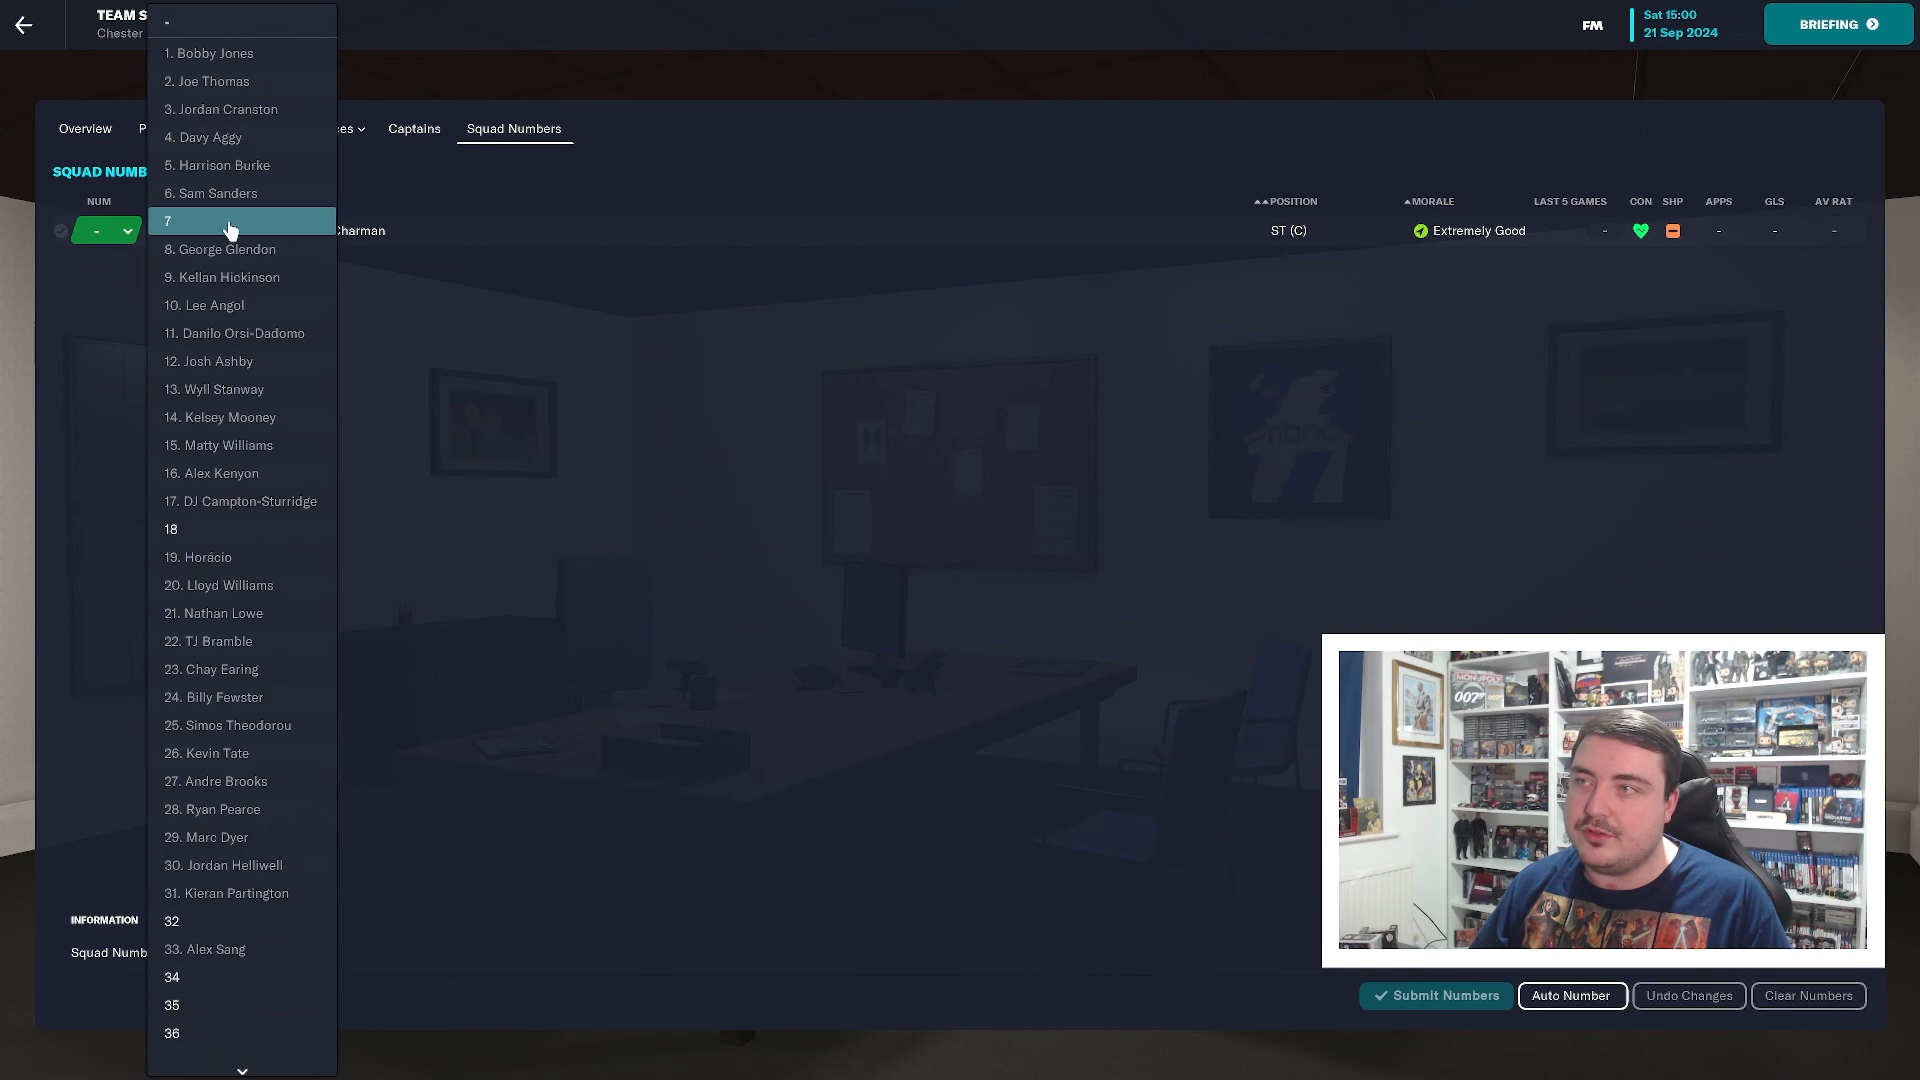 TEAM S
Chester
FM
Sat 15:00
21 Sep 2024
BRIEFING
Overview
P
ces
Captains
Squad Numbers
SQUAD NUMB
NUM
POSITION
MORALE
LAST 5 GAMES
CON
SHP
APPS
GLS
AV RAT
-
Charman
ST (C)
Extremely Good
-
-
-
-
-
1. Bobby Jones
2. Joe Thomas
3. Jordan Cranston
4. Davy Aggy
5. Harrison Burke
6. Sam Sanders
7
8. George Glendon
9. Kellan Hickinson
10. Lee Angol
11. Danilo Orsi-Dadomo
12. Josh Ashby
13. Wyll Stanway
14. Kelsey Mooney
15. Matty Williams
16. Alex Kenyon
17. DJ Campton-Sturridge
18
19. Horácio
20. Lloyd Williams
21. Nathan Lowe
22. TJ Bramble
23. Chay Earing
24. Billy Fewster
25. Simos Theodorou
26. Kevin Tate
27. Andre Brooks
28. Ryan Pearce
29. Marc Dyer
30. Jordan Helliwell
31. Kieran Partington
32
33. Alex Sang
34
35
36
INFORMATION
Squad Numb
MONOPOLY
007
Submit Numbers
Auto Number
Undo Changes
Clear Numbers